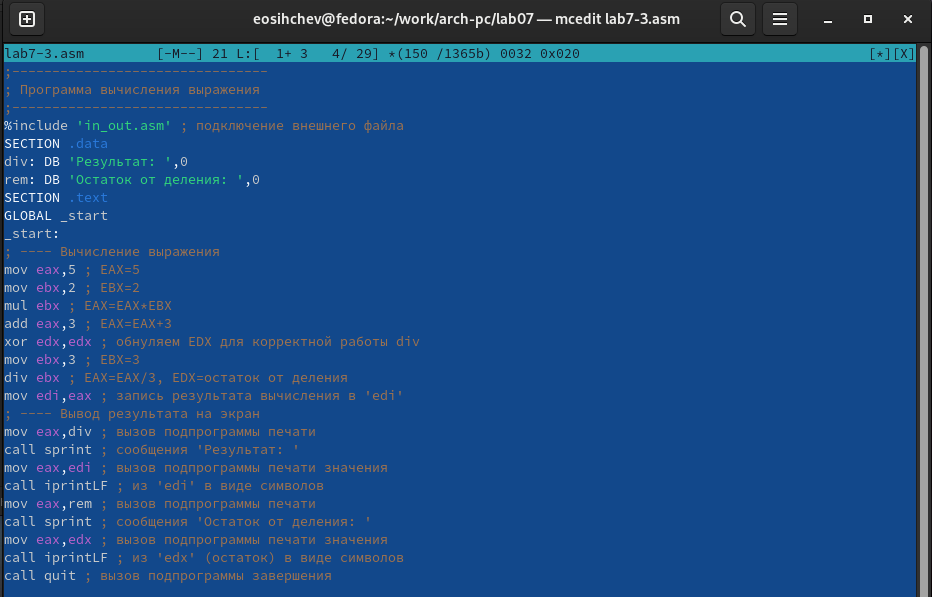 eosihchev@fedora:~/work/arch-pc/lab07 — mcedit lab7-3.asm
lab7-3.asm [-M--] 21 L:[ 1+ 3 4/ 29] *(150 /1365b) 0032 0x020 [*][X]
;--------------------------------
; Программа вычисления выражения
;--------------------------------
%include 'in_out.asm' ; подключение внешнего файла
SECTION .data
div: DB 'Результат: ',0
rem: DB 'Остаток от деления: ',0
SECTION .text
GLOBAL _start
_start:
; ---- Вычисление выражения
mov eax,5 ; EAX=5
mov ebx,2 ; EBX=2
mul ebx ; EAX=EAX*EBX
add eax,3 ; EAX=EAX+3
xor edx,edx ; обнуляем EDX для корректной работы div
mov ebx,3 ; EBX=3
div ebx ; EAX=EAX/3, EDX=остаток от деления
mov edi,eax ; запись результата вычисления в 'edi'
; ---- Вывод результата на экран
mov eax,div ; вызов подпрограммы печати
call sprint ; сообщения 'Результат: '
mov eax,edi ; вызов подпрограммы печати значения
call iprintLF ; из 'edi' в виде символов
mov eax,rem ; вызов подпрограммы печати
call sprint ; сообщения 'Остаток от деления: '
mov eax,edx ; вызов подпрограммы печати значения
call iprintLF ; из 'edx' (остаток) в виде символов
call quit ; вызов подпрограммы завершения